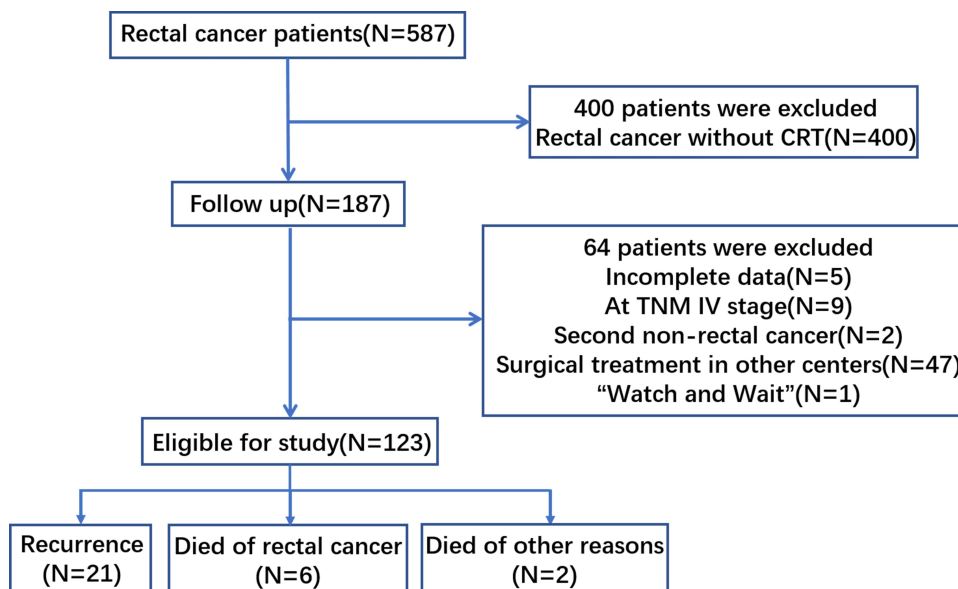 Rectal cancer patients(N=587)
400 patients were excluded
Rectal cancer without CRT(N=400)
Follow up(N=187)
64 patients were excluded
Incomplete data(N=5)
At TNM IV stage(N=9)
Second non-rectal cancer(N=2)
Surgical treatment in other centers(N=47)
“Watch and Wait”(N=1)
Eligible for study(N=123)
Recurrence
(N=21)
Died of rectal cancer
(N=6)
Died of other reasons
(N=2)